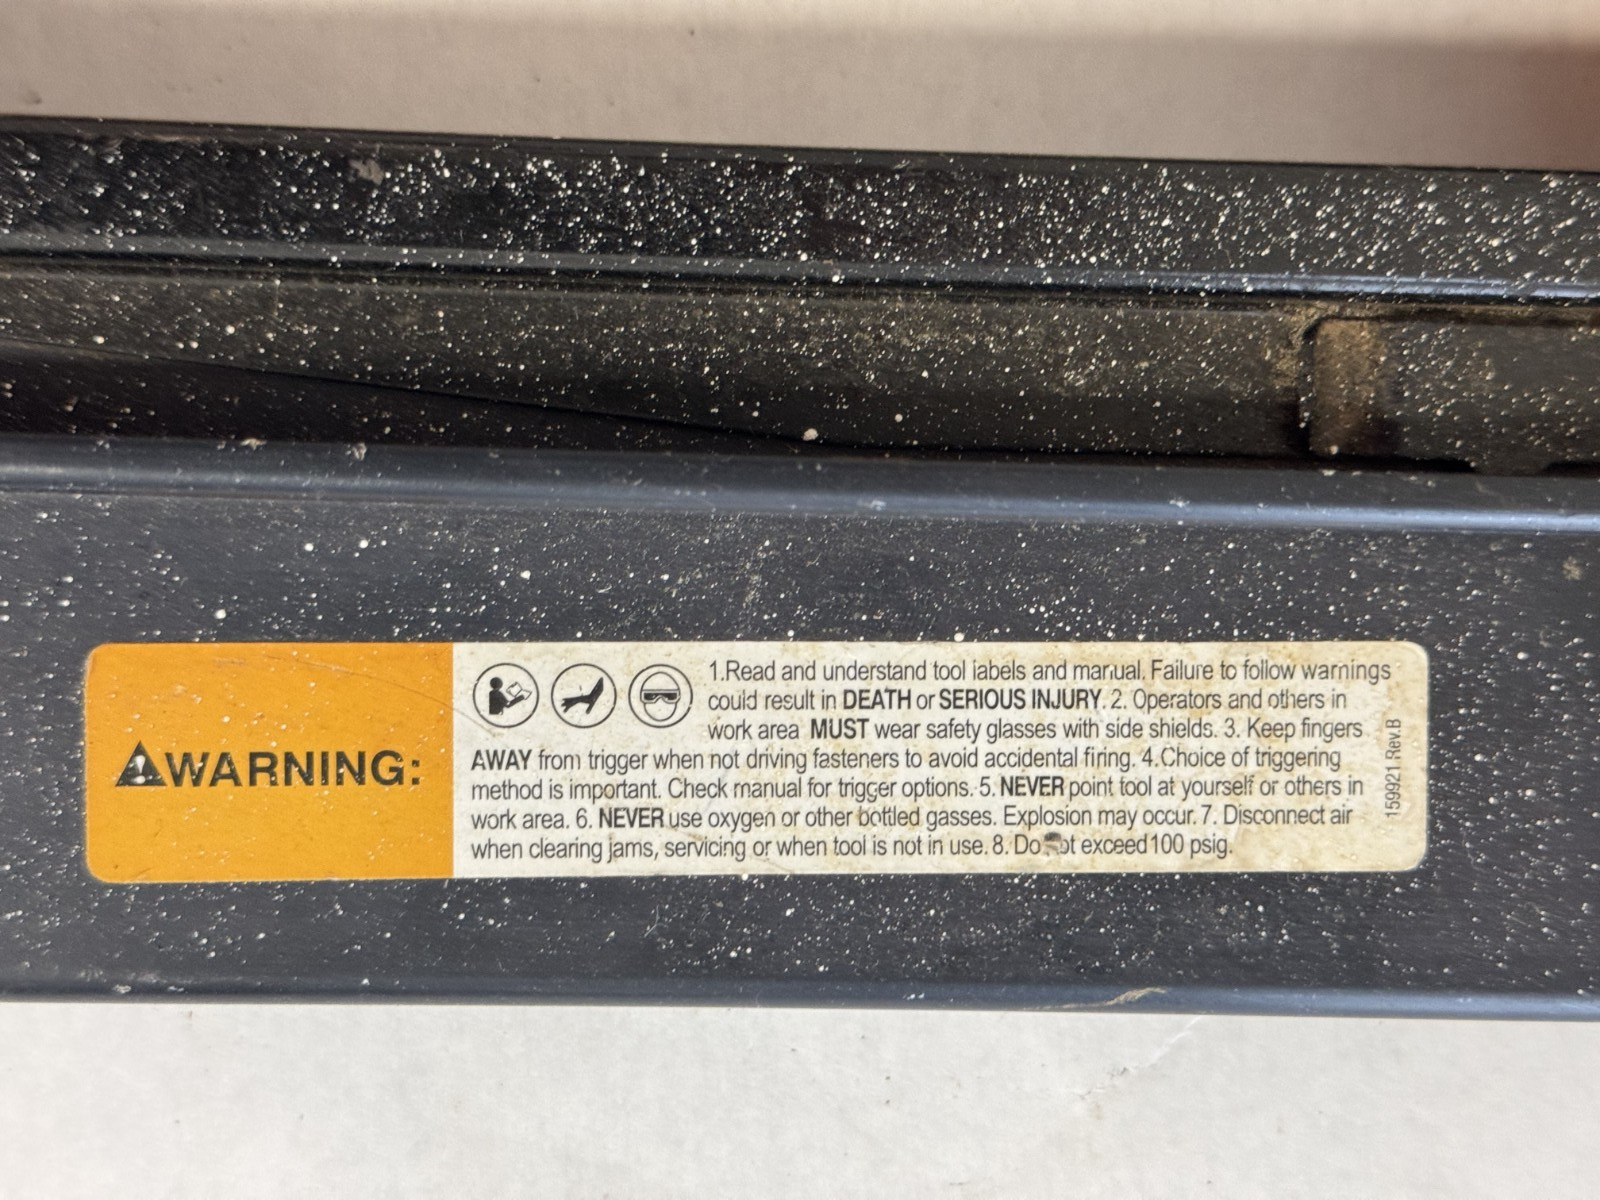 WARNING:
1.Read and understand tool labels and manual. Failure to follow warnings
could result in DEATH or SERIOUS INJURY. 2. Operators and others in
work area MUST wear safety glasses with side shields. 3. Keep fingers
AWAY from trigger when not driving fasteners to avoid accidental firing. 4.Choice of triggering
method is important. Check manual for trigger options. 5. NEVER point tool at yourself or others in
work area. 6. NEVER use oxygen or other bottled gasses. Explosion may occur. 7. Disconnect air
when clearing jams, servicing or when tool is not in use. 8. Do not exceed 100 psig.
159921 Rev.B